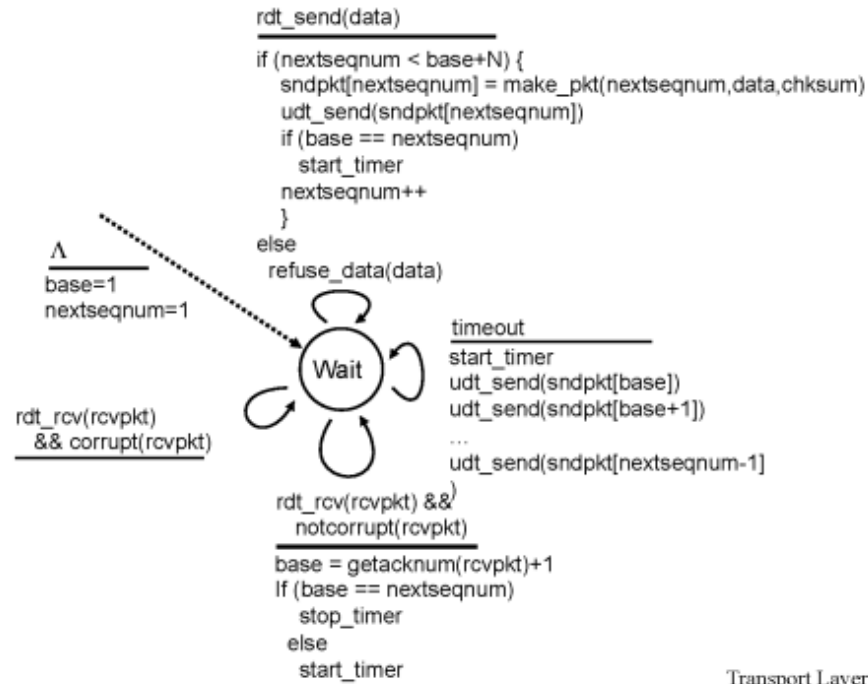 rdt_send(data)
if (nextseqnum < base+N) {
sndpkt[nextseqnum] = make_pkt(nextseqnum,data,chksum)
udt_send(sndpkt[nextseqnum])
if (base == nextseqnum)
start_timer
nextseqnum++
}
else
refuse_data(data)
Λ
base=1
nextseqnum=1
Wait
timeout
start_timer
udt_send(sndpkt[base])
udt_send(sndpkt[base+1])
...
udt_send(sndpkt[nextseqnum-1]
)
rdt_rcv(rcvpkt)
&& corrupt(rcvpkt)
rdt_rcv(rcvpkt) &&
notcorrupt(rcvpkt)
base = getacknum(rcvpkt)+1
If (base == nextseqnum)
stop_timer
else
start_timer
Transport Layer